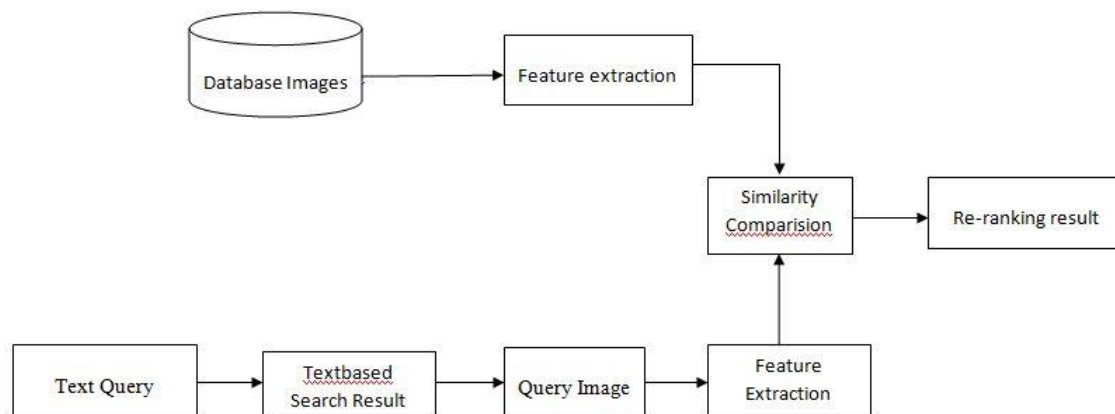 Database Images
Feature extraction
Similarity
Comparision
Re-ranking result
Text Query
Textbased
Search Result
Query Image
Feature
Extraction